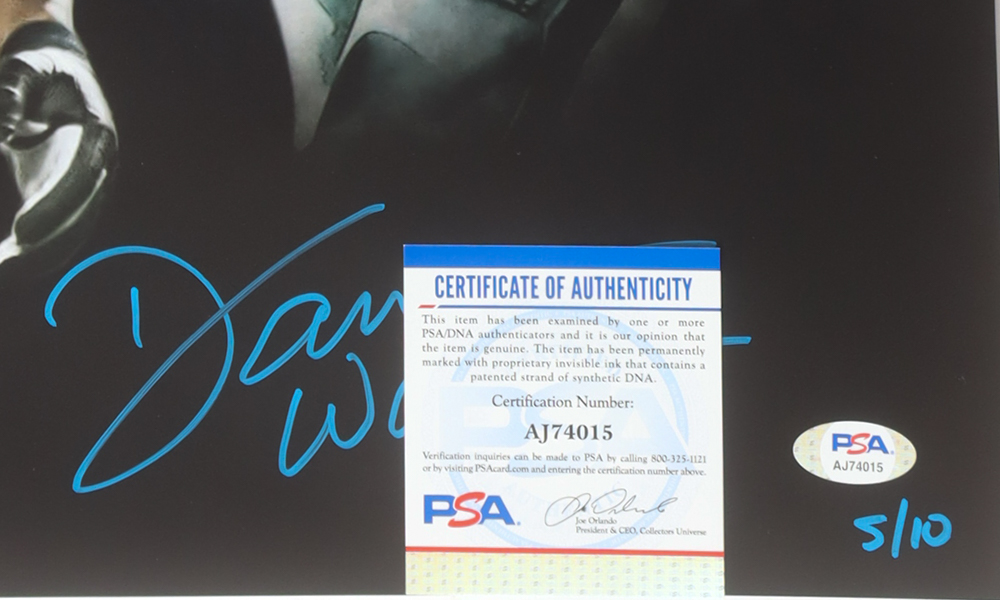 CERTIFICATE OF AUTHENTICITY
This item has been examined by one or more
PSA/DNA authenticators and it is our opinion that
the item is genuine. The item has been permanently
marked with proprietary invisible ink that contains a
patented strand of synthetic DNA.
Certification Number:
AJ74015
Verification inquiries can be made to PSA by calling 800-325-1121
or by visiting PSAcard.com and entering the certification number above.
PSA
Joe Orlando
President & CEO, Collectors Universe
PSA
AJ74015
5/10